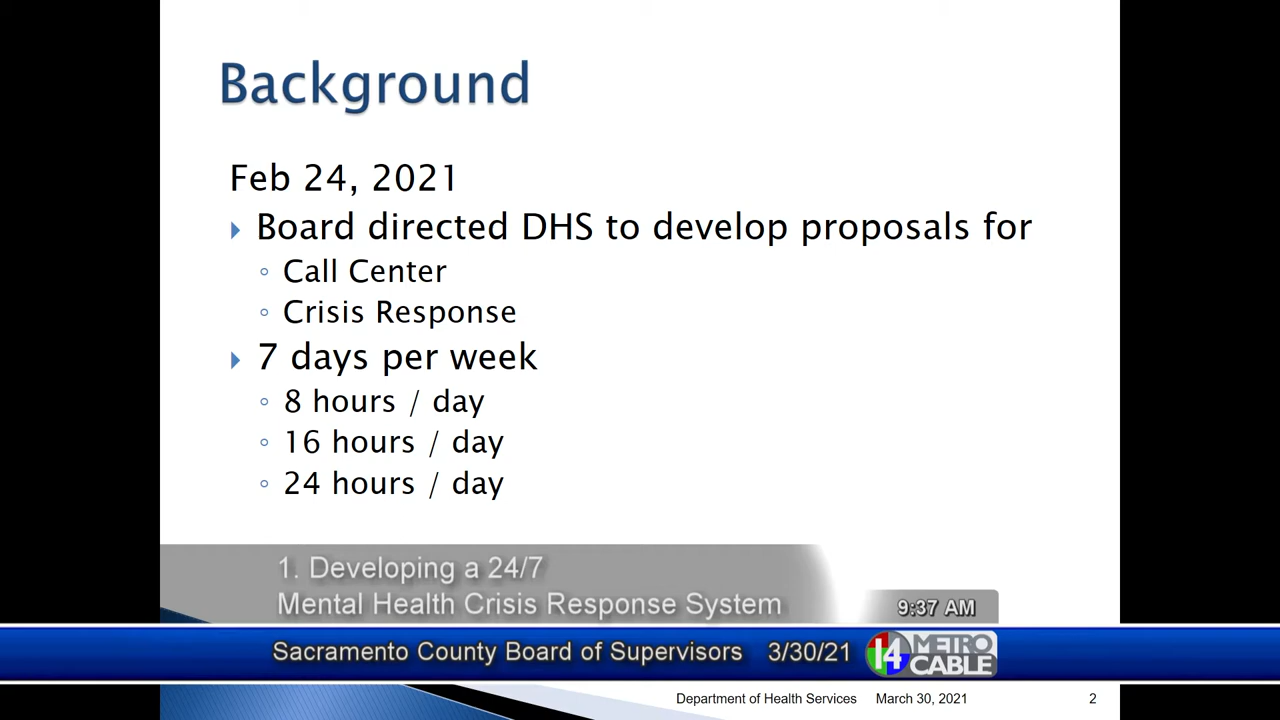 Background
Feb 24, 2021
Board directed DHS to develop proposals for
Call Center
Crisis Response
7 days per week
8 hours / day
16 hours / day
24 hours / day
1. Developing a 24/7
Mental Health Crisis Response System
9:37 AM
Sacramento County Board of Supervisors 3/30/21
14 METRO
CABLE
Department of Health Services March 30, 2021 2